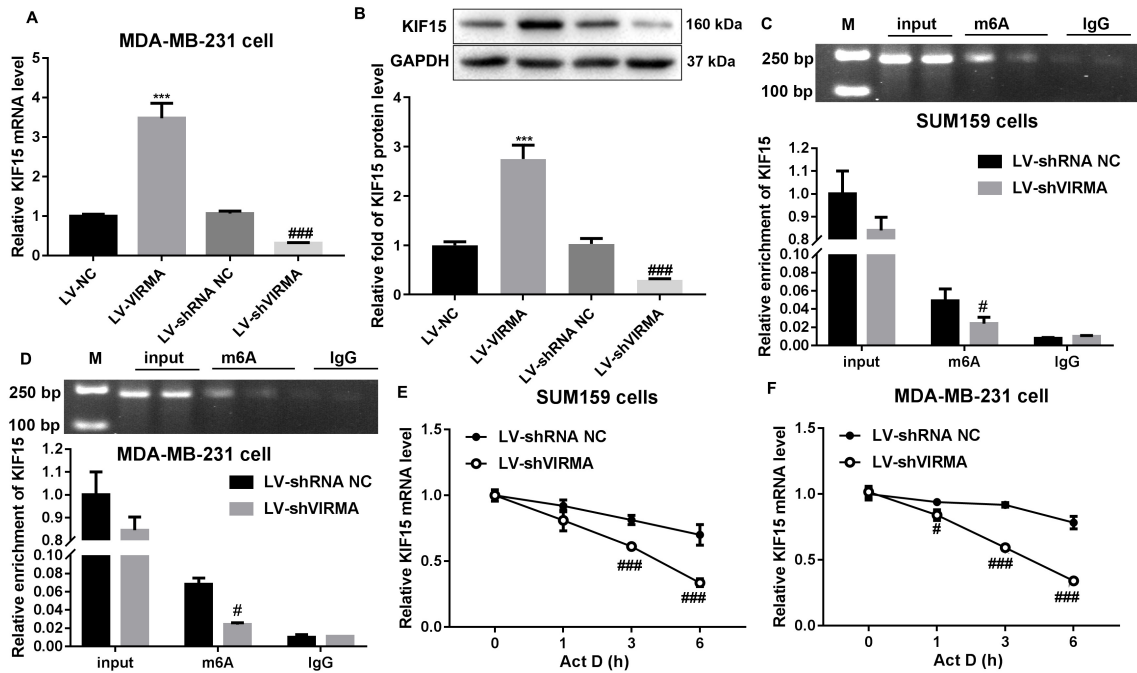 A
MDA-MB-231 cell
Relative KIF15 mRNA level
5
4
3
2
1
0
***
###
LV-NC
LV-VIRMA
LV-shRNA NC
LV-shVIRMA
B
KIF15
160 kDa
GAPDH
37 kDa
Relative fold of KIF15 protein level
4
3
2
1
0
***
###
LV-NC
LV-VIRMA
LV-shRNA NC
LV-shVIRMA
C
M input m6A IgG
250 bp
100 bp
SUM159 cells
Relative enrichment of KIF15
1.2
1.0
0.9
0.8
0.10
0.08
0.06
0.04
0.02
0.00
LV-shRNA NC
LV-shVIRMA
#
input m6A IgG
D
M input m6A IgG
250 bp
100 bp
MDA-MB-231 cell
Relative enrichment of KIF15
1.2
1.1
1.0
0.9
0.8
0.10
0.08
0.06
0.04
0.02
0.00
LV-shRNA NC
LV-shVIRMA
#
input m6A IgG
E
SUM159 cells
Relative KIF15 mRNA level
1.5
1.0
0.5
0.0
LV-shRNA NC
LV-shVIRMA
###
###
0 1 3 6
Act D (h)
F
MDA-MB-231 cell
Relative KIF15 mRNA level
1.5
1.0
0.5
0.0
LV-shRNA NC
LV-shVIRMA
#
###
###
0 1 3 6
Act D (h)